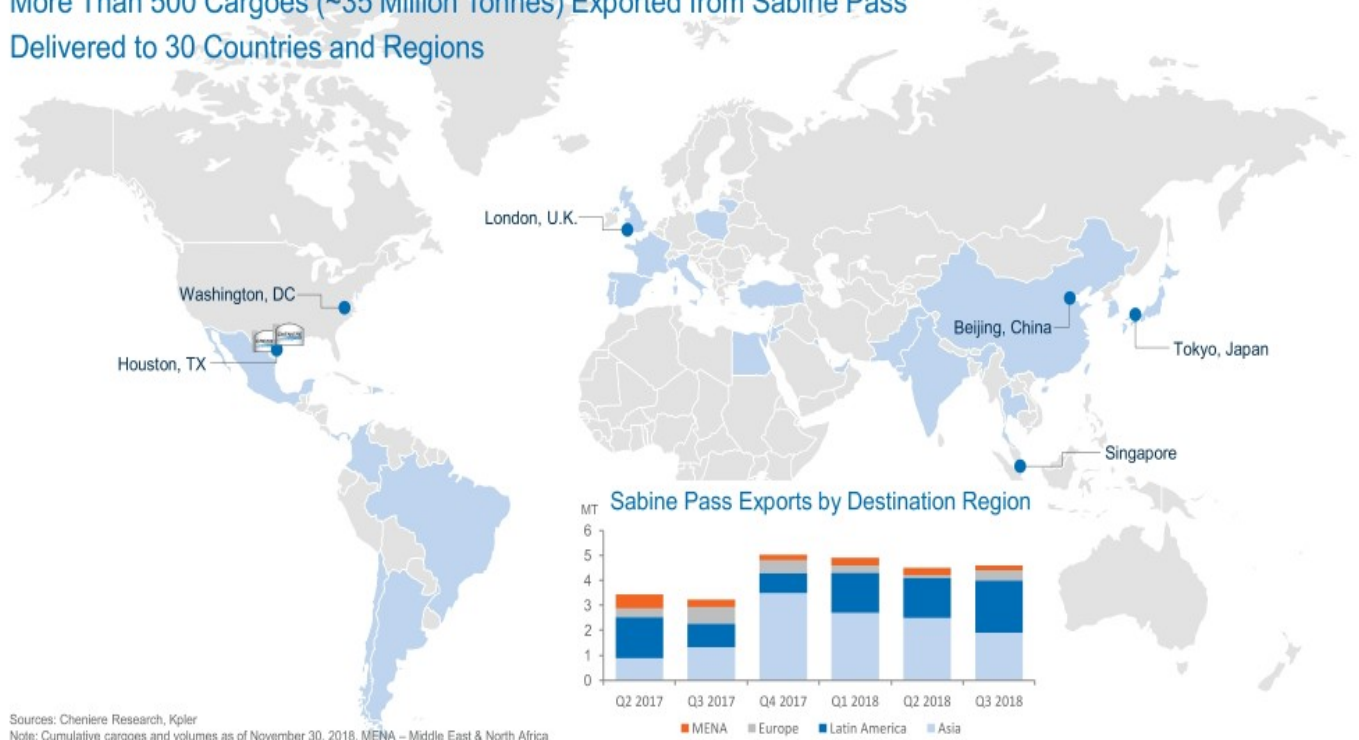 More Than 500 Cargoes (~35 Million Tonnes) Exported from Sabine Pass
Delivered to 30 Countries and Regions
London, U.K.
Washington, DC
Beijing, China
Houston, TX
Tokyo, Japan
Singapore
MT Sabine Pass Exports by Destination Region
6
5
4
3
2
1
0
Q2 2017 Q3 2017 Q4 2017 Q1 2018 Q2 2018 Q3 2018
MENA Europe Latin America Asia
Sources: Cheniere Research, Kpler
Note: Cumulative cargoes and volumes as of November 30, 2018. MENA – Middle East & North Africa